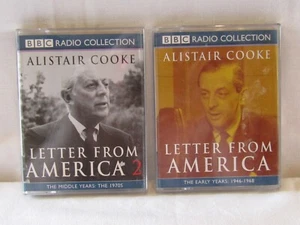 BBC RADIO COLLECTION
ALISTAIR COOKE
LETTER FROM
AMERICA 2
THE MIDDLE YEARS: THE 1970S
BBC RADIO COLLECTION
ALISTAIR COOKE
LETTER FROM
AMERICA
THE EARLY YEARS: 1946-1968